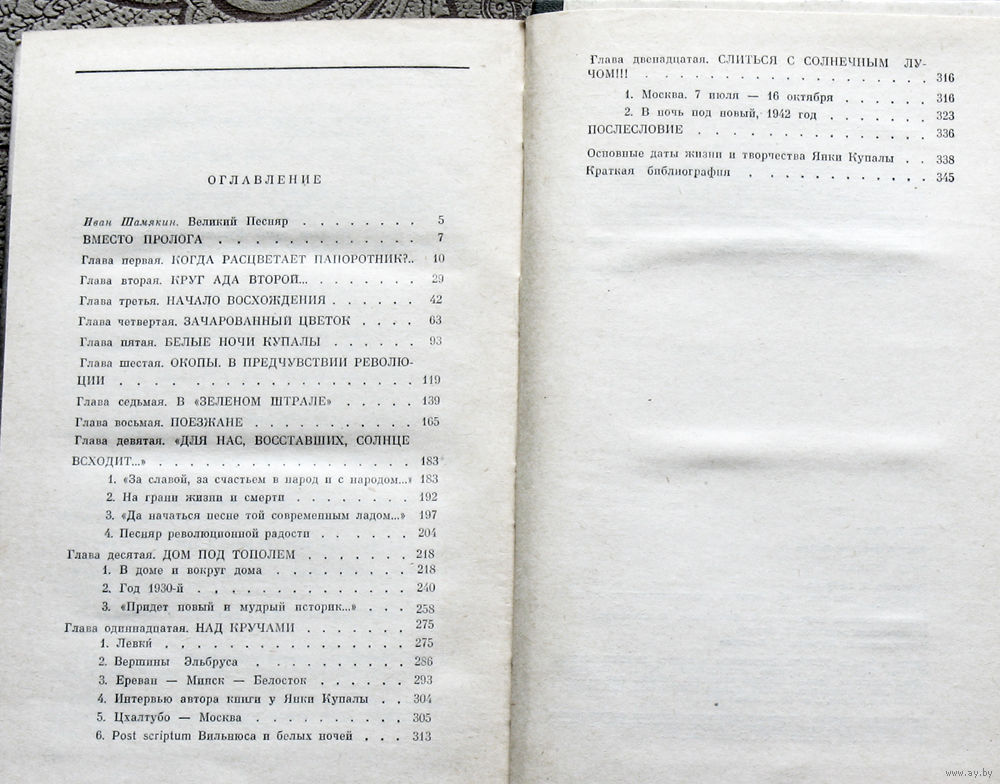 ОГЛАВЛЕНИЕ
Иван Шамякин. Великий Песняр . . . . . . . . 5
ВМЕСТО ПРОЛОГА . . . . . . . . . . . . . 7
Глава первая. КОГДА РАСЦВЕТАЕТ ПАПОРОТНИК?.. 10
Глава вторая. КРУГ АДА ВТОРОЙ... . . . . . . . 29
Глава третья. НАЧАЛО ВОСХОЖДЕНИЯ . . . . . . 42
Глава четвертая. ЗАЧАРОВАННЫЙ ЦВЕТОК . . . . 63
Глава пятая. БЕЛЫЕ НОЧИ КУПАЛЫ . . . . . . 93
Глава шестая. ОКОПЫ. В ПРЕДЧУВСТВИИ РЕВОЛЮ-
ЦИИ . . . . . . . . . . . . . . . . . . 119
Глава седьмая. В «ЗЕЛЕНОМ ШТРАЛЕ» . . . . . 139
Глава восьмая. ПОЕЗЖАНЕ . . . . . . . . . . 165
Глава девятая. «ДЛЯ НАС, ВОССТАВШИХ, СОЛНЦЕ
ВСХОДИТ...» . . . . . . . . . . . . . . . . 183
1. «За славой, за счастьем в народ и с народом...» 183
2. На грани жизни и смерти . . . . . . . . 192
3. «Да начаться песне той современным ладом...» 197
4. Песняр революционной радости . . . . . . 204
Глава десятая. ДОМ ПОД ТОПОЛЕМ . . . . . . . 218
1. В доме и вокруг дома . . . . . . . . . 218
2. Год 1930-й . . . . . . . . . . . . . 240
3. «Придет новый и мудрый историк...» . . . 258
Глава одиннадцатая. НАД КРУЧАМИ . . . . . . . 275
1. Левки́ . . . . . . . . . . . . . . . . 275
2. Вершины Эльбруса . . . . . . . . . . 286
3. Ереван — Минск — Белосток . . . . . . 293
4. Интервью автора книги у Янки Купалы . . 304
5. Цхалтубо — Москва . . . . . . . . . . 305
6. Post scriptum Вильнюса и белых ночей . . . 313
Глава двенадцатая. СЛИТЬСЯ С СОЛНЕЧНЫМ ЛУ-
ЧОМ!!! . . . . . . . . . . . . . . . . . . 316
1. Москва. 7 июля — 16 октября . . . . . . 316
2. В ночь под новый, 1942 год . . . . . . . 323
ПОСЛЕСЛОВИЕ . . . . . . . . . . . . . . . 336
Основные даты жизни и творчества Янки Купалы . . 338
Краткая библиография . . . . . . . . . . . . 345
www.ay.by